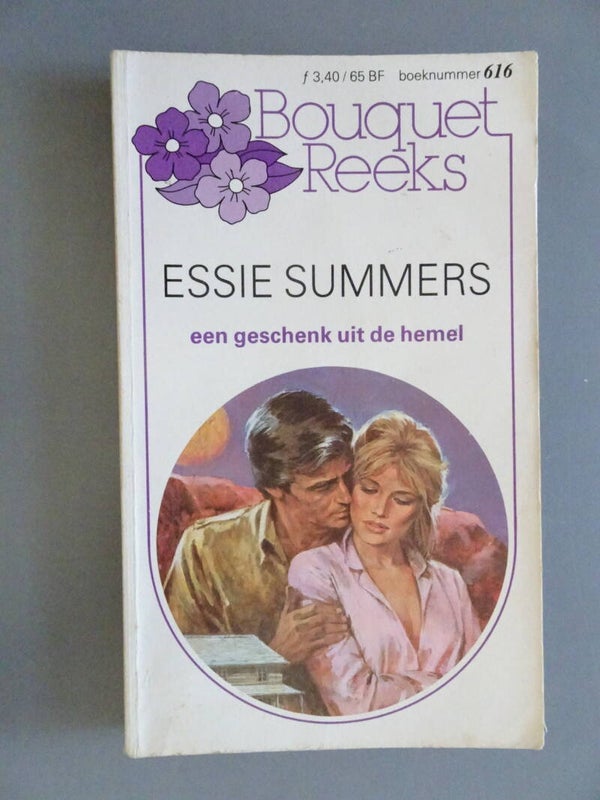 ƒ 3,40 / 65 BF boeknummer 616
Bouquet
Reeks
ESSIE SUMMERS
een geschenk uit de hemel